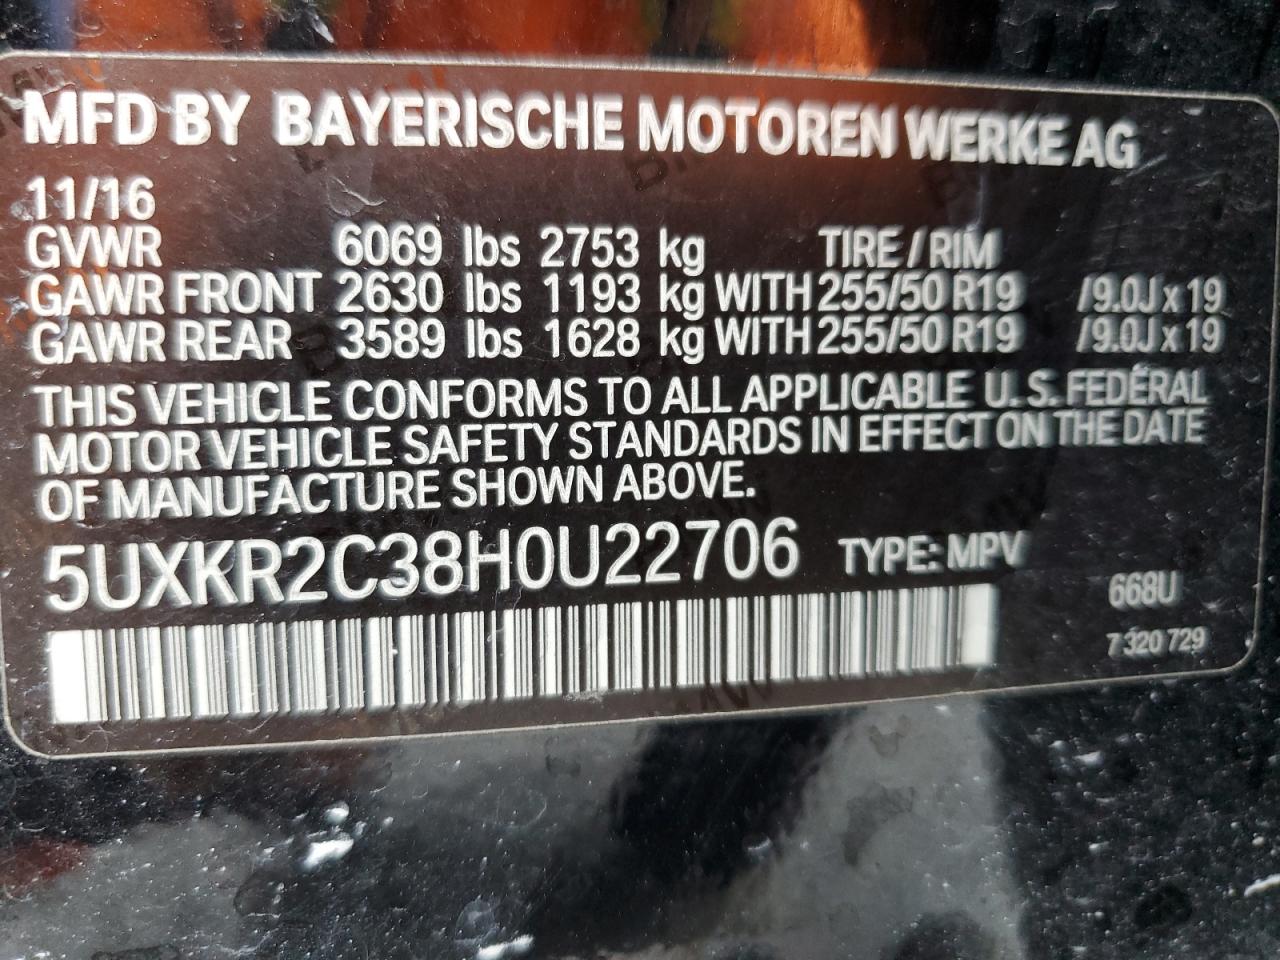 MFD BY BAYERISCHE MOTOREN WERKE AG
11/16
GVWR 6069 lbs 2753 kg TIRE / RIM
GAWR FRONT 2630 lbs 1193 kg WITH 255/50 R19 /9.0J x 19
GAWR REAR 3589 lbs 1628 kg WITH 255/50 R19 /9.0J x 19
THIS VEHICLE CONFORMS TO ALL APPLICABLE U.S. FEDERAL
MOTOR VEHICLE SAFETY STANDARDS IN EFFECT ON THE DATE
OF MANUFACTURE SHOWN ABOVE.
5UXKR2C38H0U22706 TYPE: MPV
668U
7 320 729